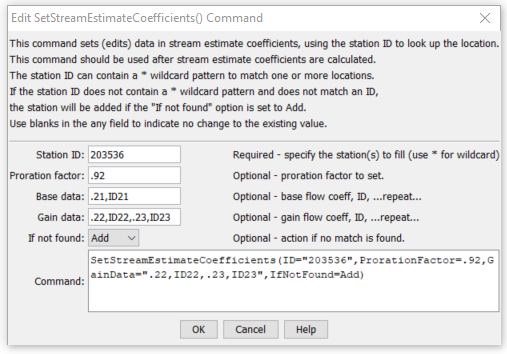 Edit SetStreamEstimateCoefficients() Command
This command sets (edits) data in stream estimate coefficients, using the station ID to look up the location.
This command should be used after stream estimate coefficients are calculated.
The station ID can contain a * wildcard pattern to match one or more locations.
If the station ID does not contain a * wildcard pattern and does not match an ID,
the station will be added if the "If not found" option is set to Add.
Use blanks in the any field to indicate no change to the existing value.
Station ID: 203536 Required - specify the station(s) to fill (use * for wildcard)
Proration factor: .92 Optional - proration factor to set.
Base data: .21,ID21 Optional - base flow coeff, ID, ...repeat...
Gain data: .22,ID22,.23,ID23 Optional - gain flow coeff, ID, ...repeat...
If not found: Add Optional - action if no match is found.
Command: SetStreamEstimateCoefficients(ID="203536",ProrationFactor=.92,G
ainData=".22,ID22,.23,ID23",IfNotFound=Add)
OK Cancel Help